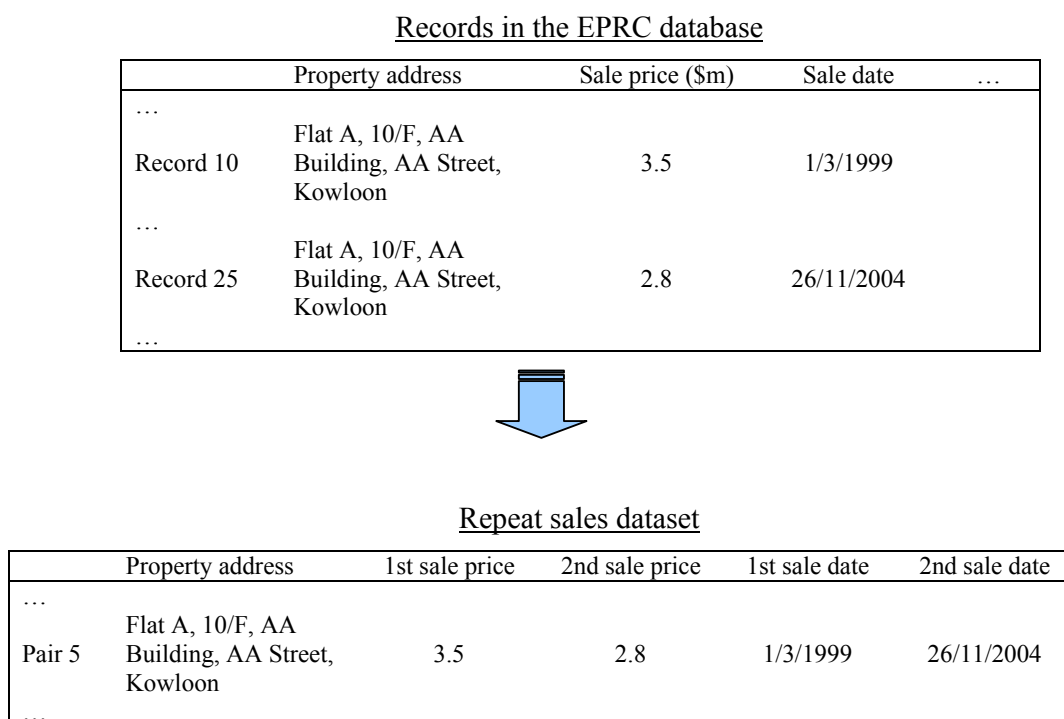 Records in the EPRC database
Property address Sale price ($m) Sale date …
…
Flat A, 10/F, AA
Record 10 Building, AA Street, 3.5 1/3/1999
Kowloon
…
Flat A, 10/F, AA
Record 25 Building, AA Street, 2.8 26/11/2004
Kowloon
…
Repeat sales dataset
Property address 1st sale price 2nd sale price 1st sale date 2nd sale date
…
Flat A, 10/F, AA
Pair 5 Building, AA Street, 3.5 2.8 1/3/1999 26/11/2004
Kowloon
…